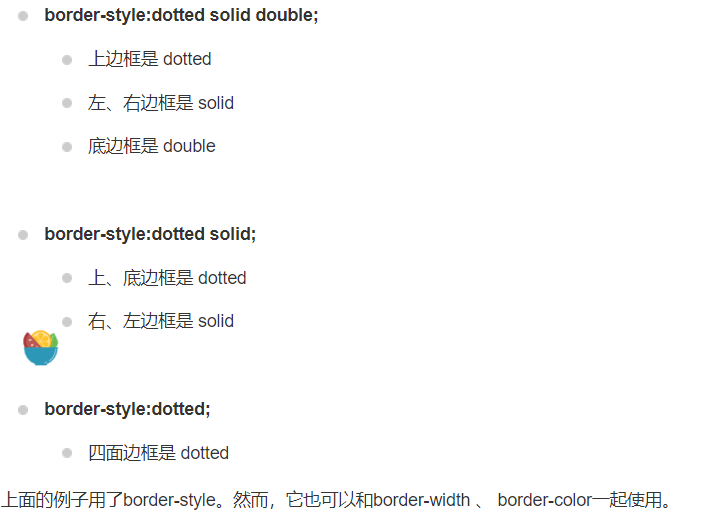 border-style:dotted solid double;
上边框是 dotted
左、右边框是 solid
底边框是 double
border-style:dotted solid;
上、底边框是 dotted
右、左边框是 solid
border-style:dotted;
四面边框是 dotted
上面的例子用了border-style。然而，它也可以和border-width 、 border-color一起使用。